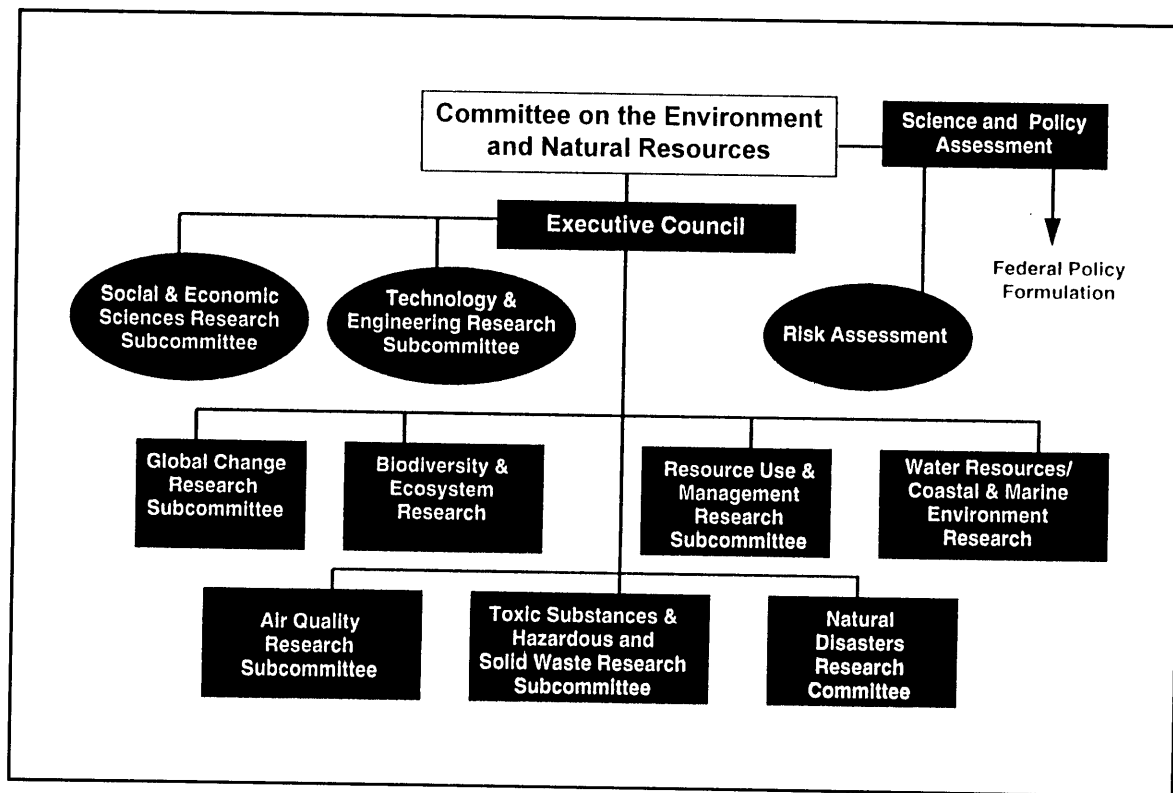 Committee on the Environment
and Natural Resources
Science and Policy
Assessment
Executive Council
Federal Policy
Formulation
Social & Economic
Sciences Research
Subcommittee
Technology &
Engineering Research
Subcommittee
Risk Assessment
Global Change
Research
Subcommittee
Biodiversity &
Ecosystem
Research
Resource Use &
Management
Research
Subcommittee
Water Resources/
Coastal & Marine
Environment
Research
Air Quality
Research
Subcommittee
Toxic Substances &
Hazardous and
Solid Waste Research
Subcommittee
Natural
Disasters
Research
Committee